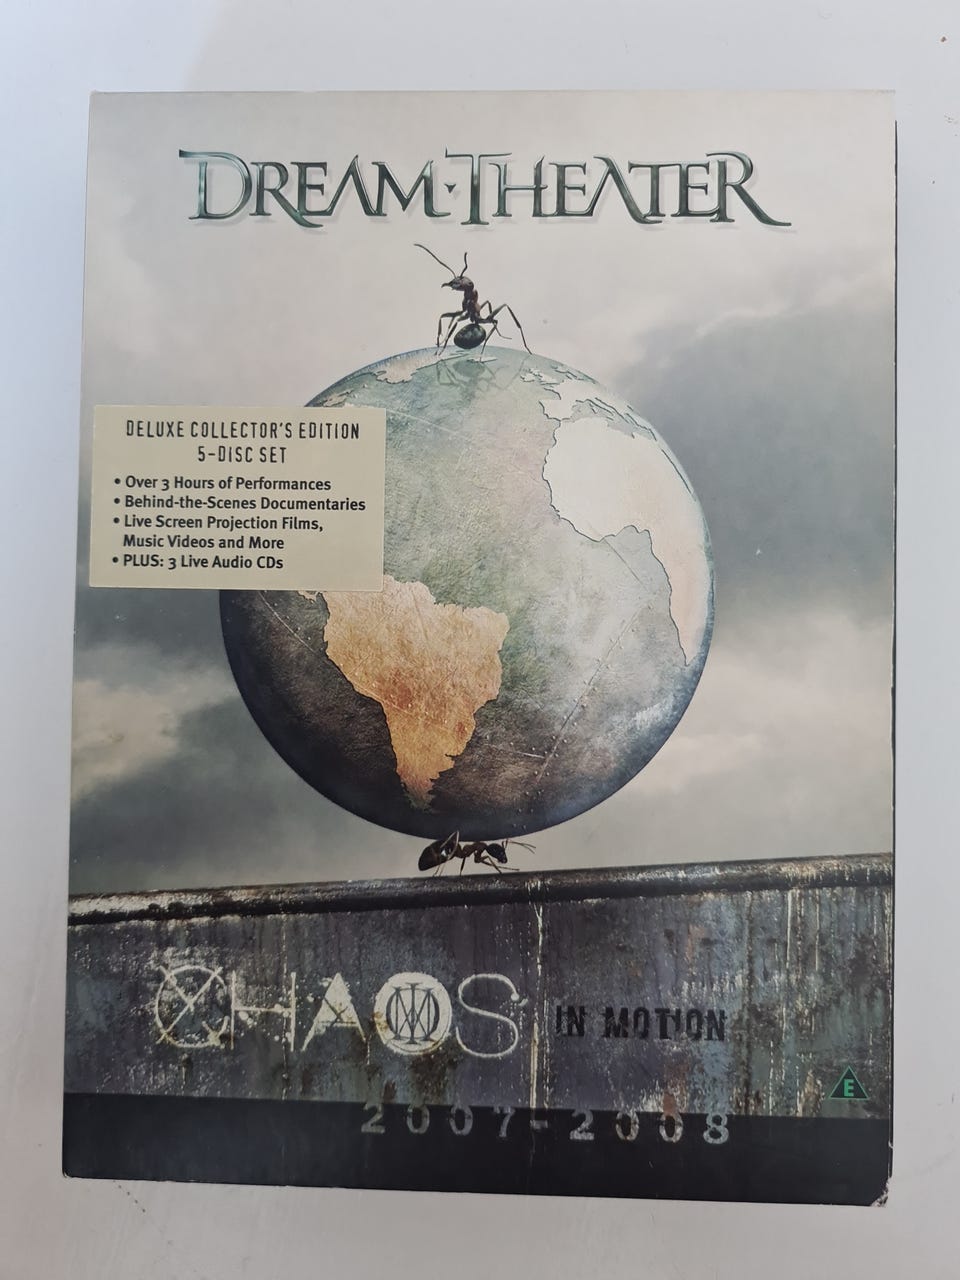 DREAM THEATER
DELUXE COLLECTOR'S EDITION
5-DISC SET
• Over 3 Hours of Performances
• Behind-the-Scenes Documentaries
• Live Screen Projection Films,
Music Videos and More
• PLUS: 3 Live Audio CDs
CHAOS IN MOTION
E
2007-2008